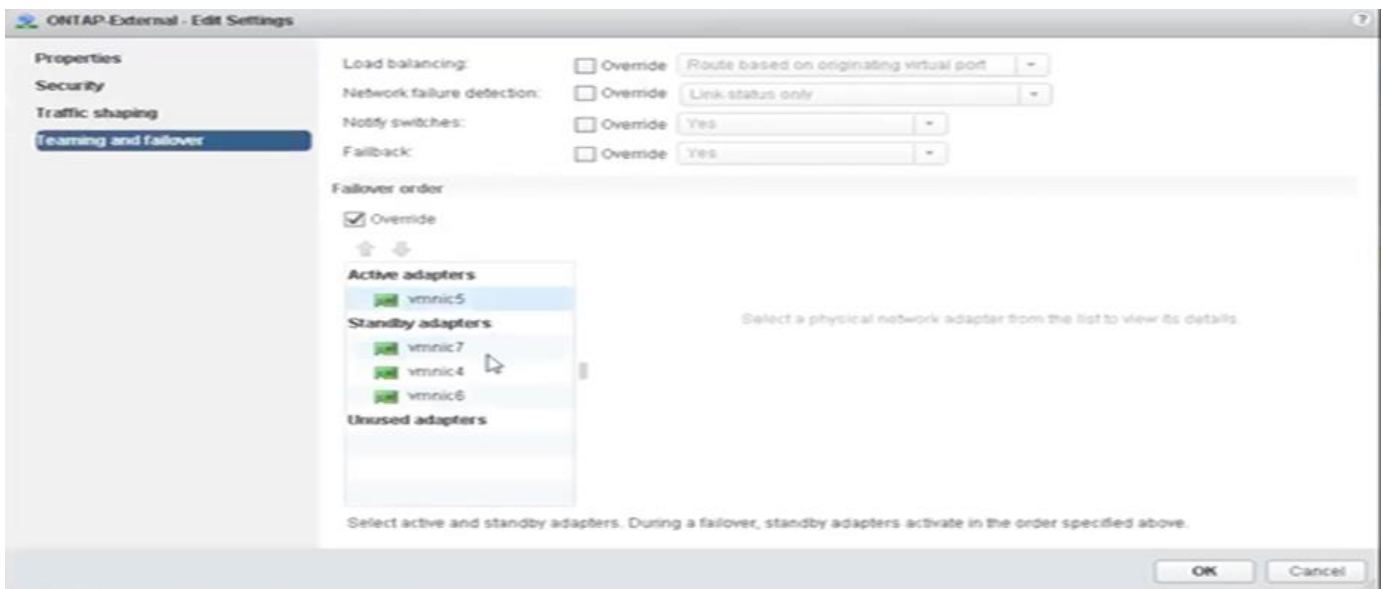 ONTAP-External - Edit Settings
?
Properties
Security
Traffic shaping
Teaming and failover
Load balancing: Override Route based on originating virtual port
Network failure detection: Override Link status only
Notify switches: Override Yes
Failback: Override Yes
Failover order
Override
Active adapters
vmnic5
Standby adapters
vmnic7
vmnic4
vmnic6
Unused adapters
Select a physical network adapter from the list to view its details.
Select active and standby adapters. During a failover, standby adapters activate in the order specified above.
OK Cancel